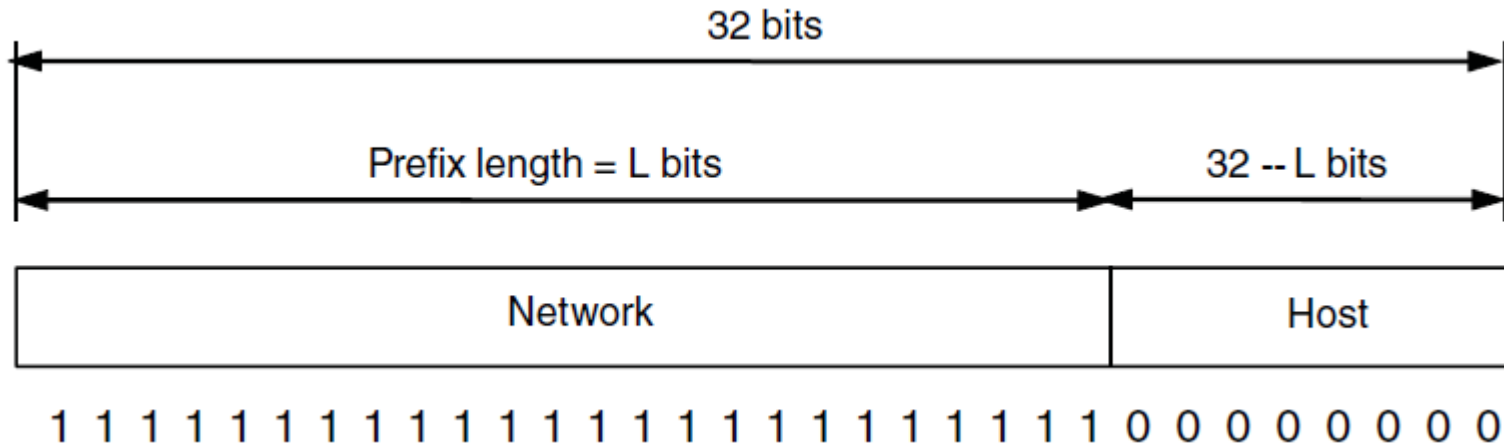 32 bits
Prefix length = L bits 32 -- L bits
Network Host
1 1 1 1 1 1 1 1 1 1 1 1 1 1 1 1 1 1 1 1 1 1 1 1 0 0 0 0 0 0 0 0 0